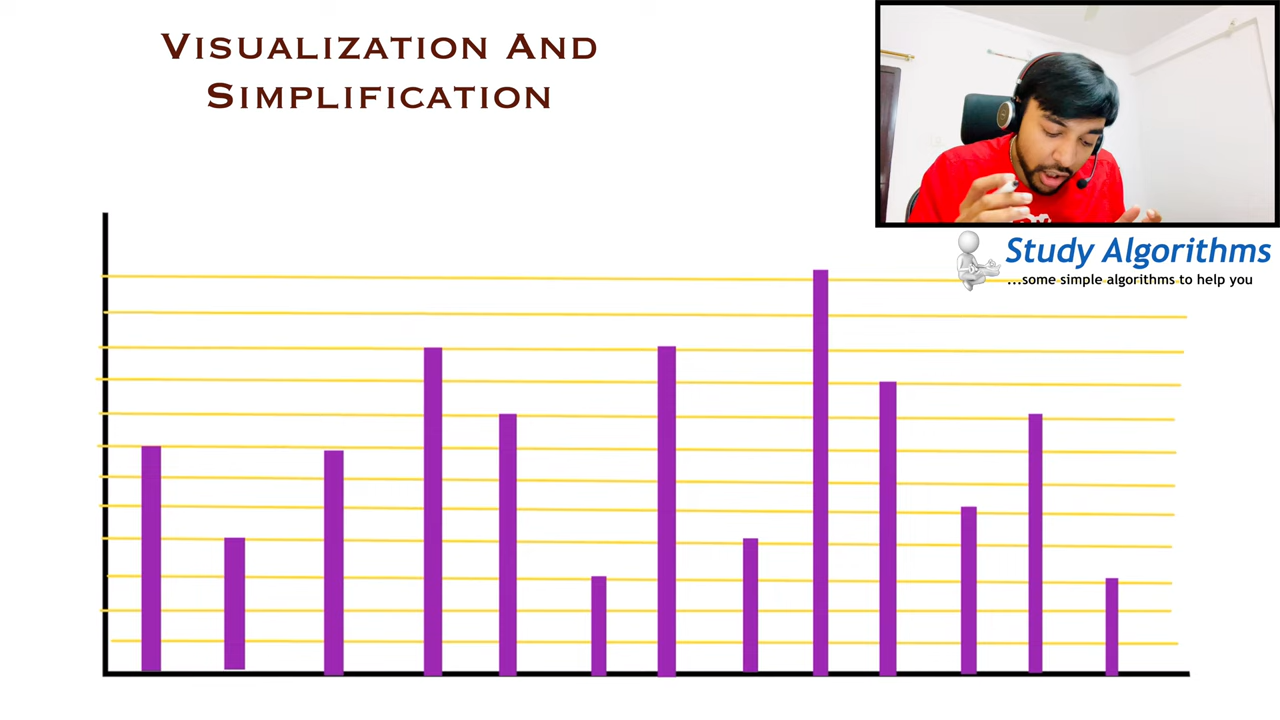 VISUALIZATION AND
SIMPLIFICATION
Study Algorithms
...some simple algorithms to help you